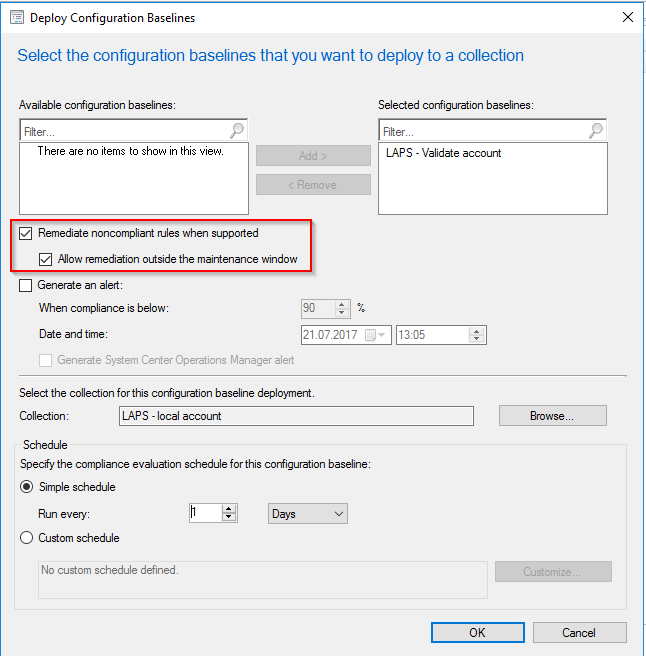 Deploy Configuration Baselines
Select the configuration baselines that you want to deploy to a collection
Available configuration baselines:
Selected configuration baselines:
Filter...
Filter...
There are no items to show in this view.
Add >
LAPS - Validate account
< Remove
Remediate noncompliant rules when supported
Allow remediation outside the maintenance window
Generate an alert:
When compliance is below:
90
%
Date and time:
21.07.2017
13:05
Generate System Center Operations Manager alert
Select the collection for this configuration baseline deployment.
Collection:
LAPS - local account
Browse...
Schedule
Specify the compliance evaluation schedule for this configuration baseline:
Simple schedule
Run every:
1
Days
Custom schedule
No custom schedule defined.
Customize...
OK
Cancel